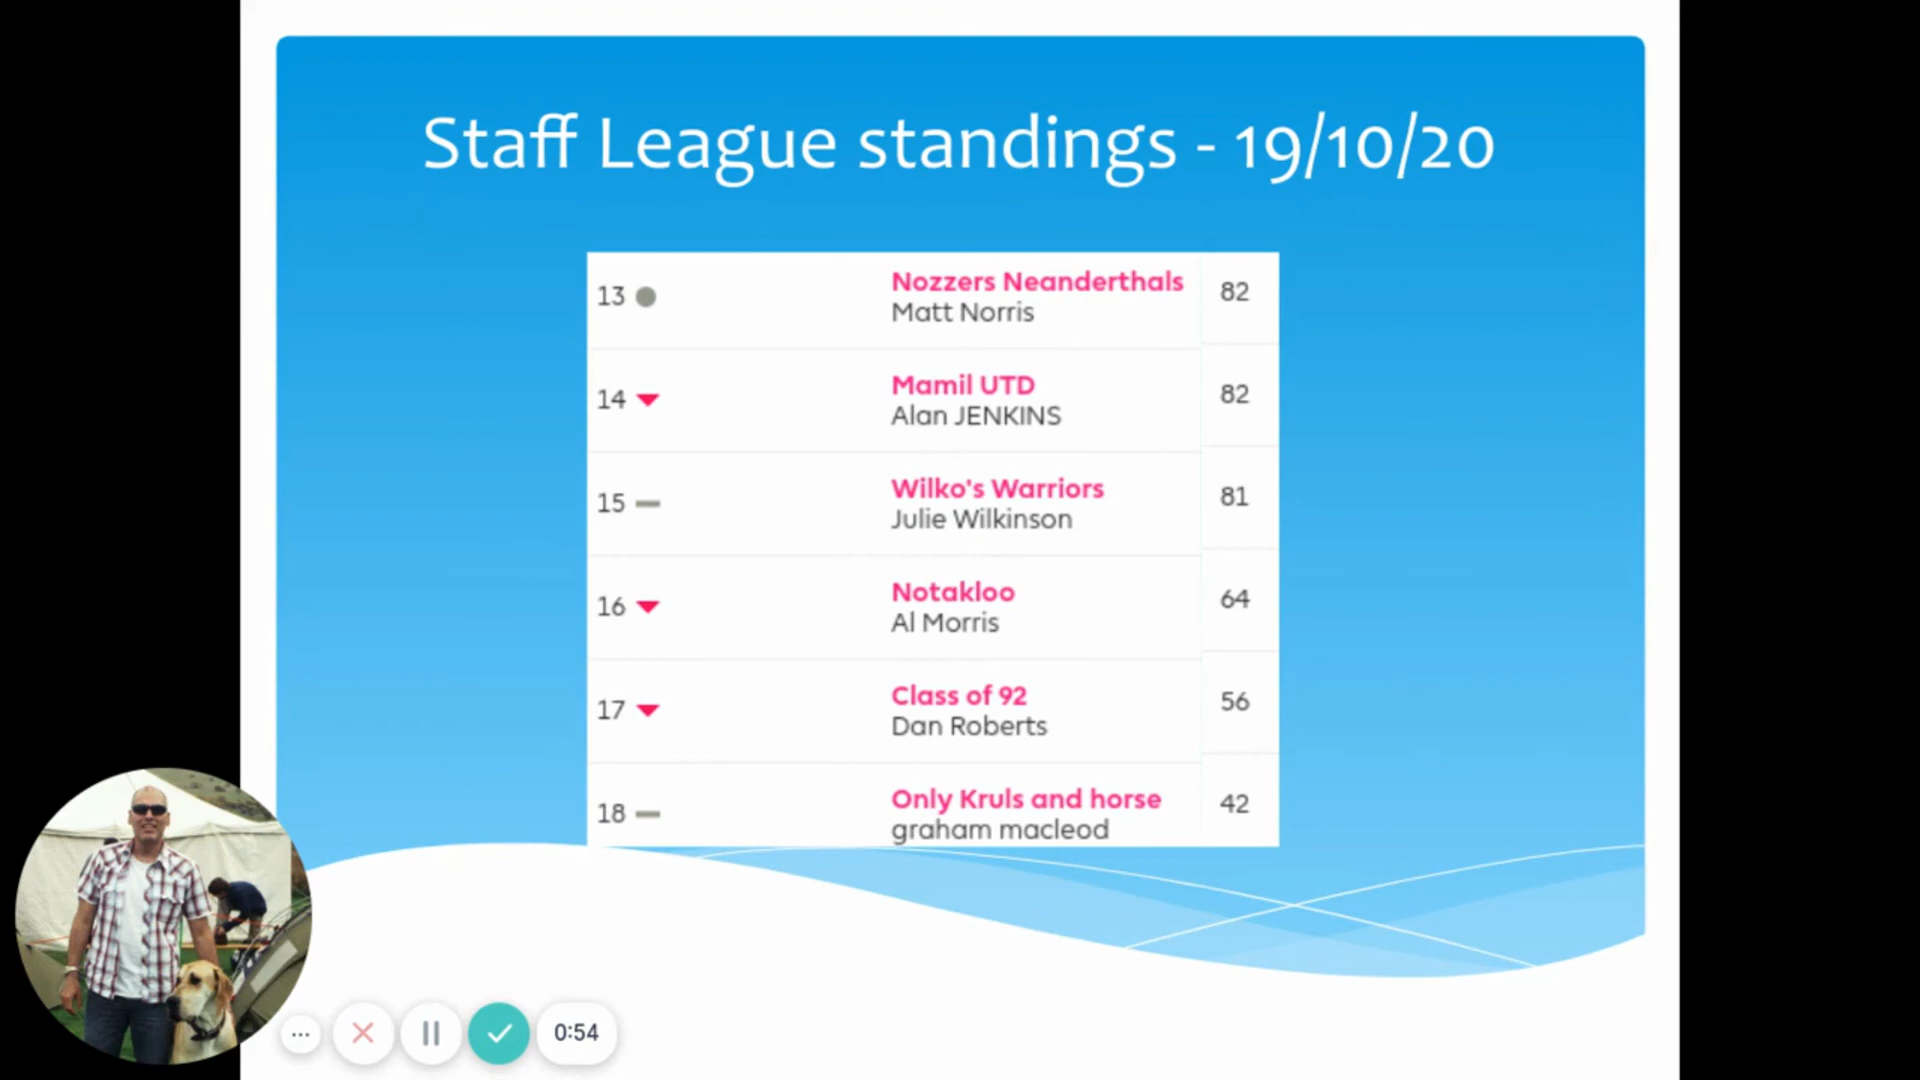 Staff League standings - 19/10/20
13 Nozzers Neanderthals 82
Matt Norris
14 Mamil UTD 82
Alan JENKINS
15 Wilko's Warriors 81
Julie Wilkinson
16 Notakloo 64
Al Morris
17 Class of 92 56
Dan Roberts
18 Only Kruls and horse 42
graham macleod
0:54